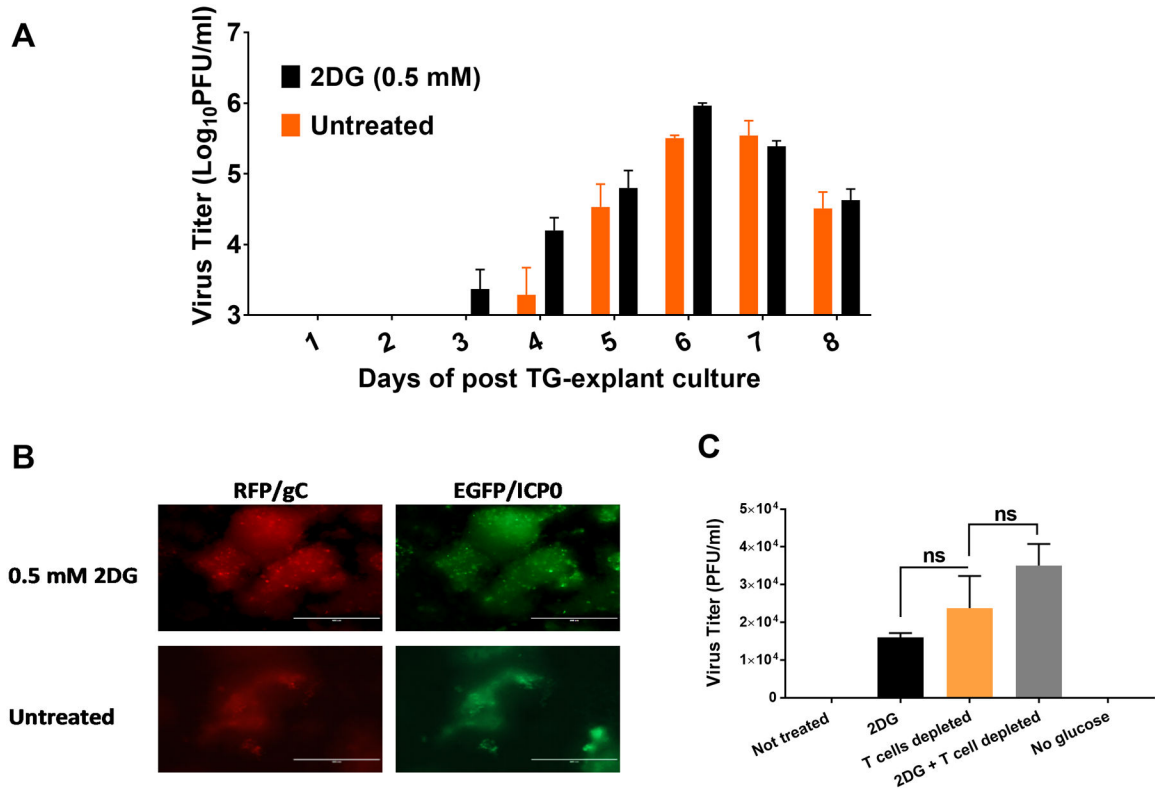 A
Virus Titer (Log10PFU/ml)
7
6
5
4
3
2DG (0.5 mM)
Untreated
1 2 3 4 5 6 7 8
Days of post TG-explant culture
B
RFP/gC EGFP/ICP0
0.5 mM 2DG
Untreated
C
Virus Titer (PFU/ml)
5×10⁴
4×10⁴
3×10⁴
2×10⁴
1×10⁴
0
ns
ns
Not treated
2DG
T cells depleted
2DG + T cell depleted
No glucose